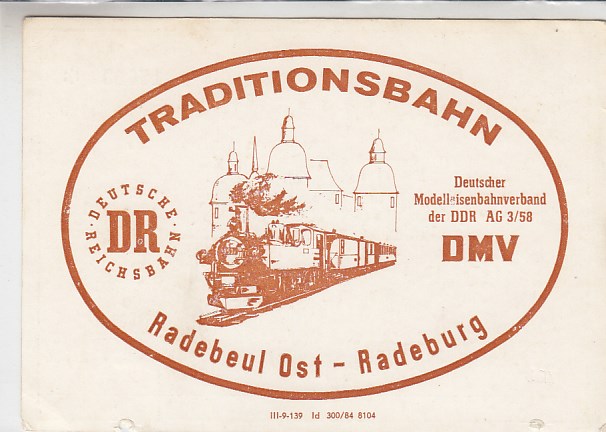 TRADITIONSBAHN
DEUTSCHE
DR
REICHSBAHN
Deutscher
Modelleisenbahnverband
der DDR AG 3/58
DMV
Radebeul Ost - Radeburg
III-9-139 Id 300/84 8104